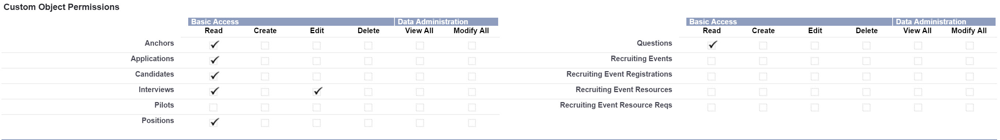 Custom Object Permissions
Basic Access Data Administration Basic Access Data Administration
Read Create Edit Delete View All Modify All Read Create Edit Delete View All Modify All
Anchors Questions
Applications Recruiting Events
Candidates Recruiting Event Registrations
Interviews Recruiting Event Resources
Pilots Recruiting Event Resource Reqs
Positions